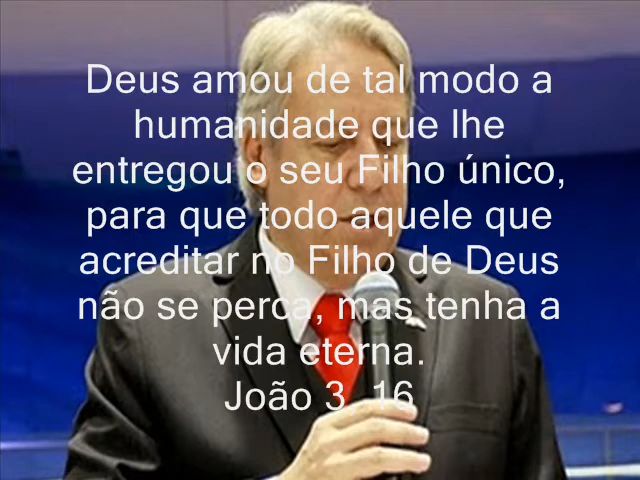 Deus amou de tal modo a
humanidade que lhe
entregou o seu Filho único,
para que todo aquele que
acreditar no Filho de Deus
não se perca, mas tenha a
vida eterna.
João 3, 16